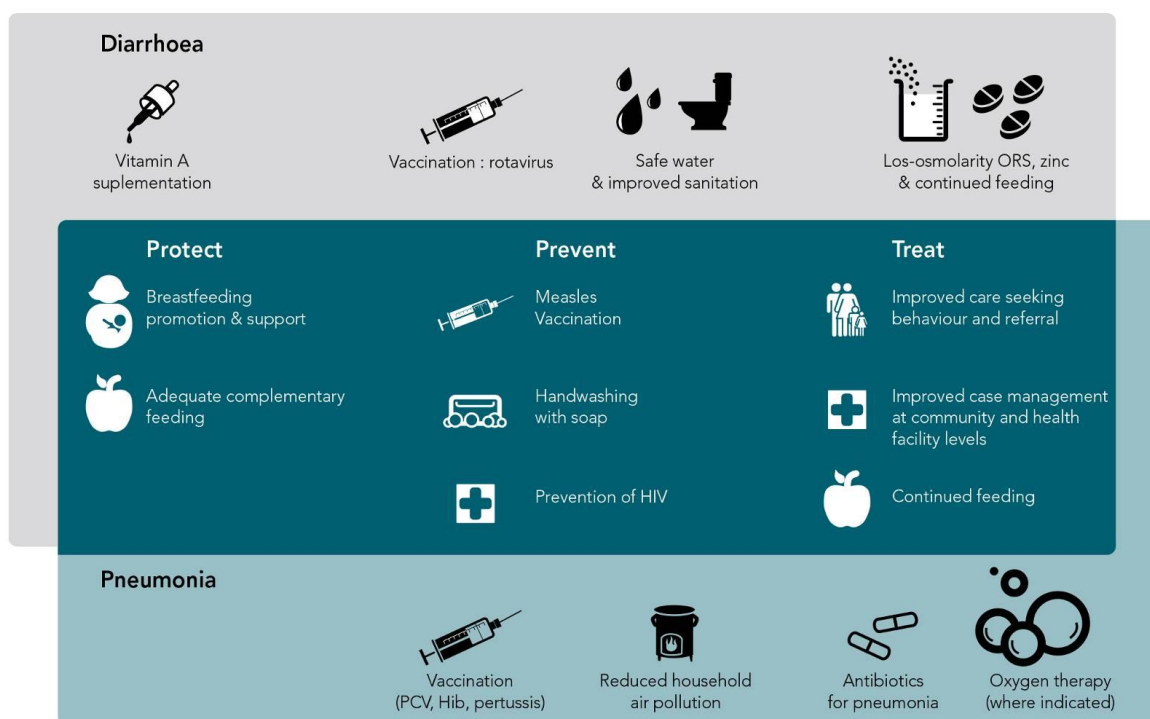 Diarrhoea
Vitamin A
suplementation
Vaccination : rotavirus
Safe water
& improved sanitation
Los-osmolarity ORS, zinc
& continued feeding
Protect
Breastfeeding
promotion & support
Adequate complementary
feeding
Prevent
Measles
Vaccination
Handwashing
with soap
Prevention of HIV
Treat
Improved care seeking
behaviour and referral
Improved case management
at community and health
facility levels
Continued feeding
Pneumonia
Vaccination
(PCV, Hib, pertussis)
Reduced household
air pollution
Antibiotics
for pneumonia
Oxygen therapy
(where indicated)